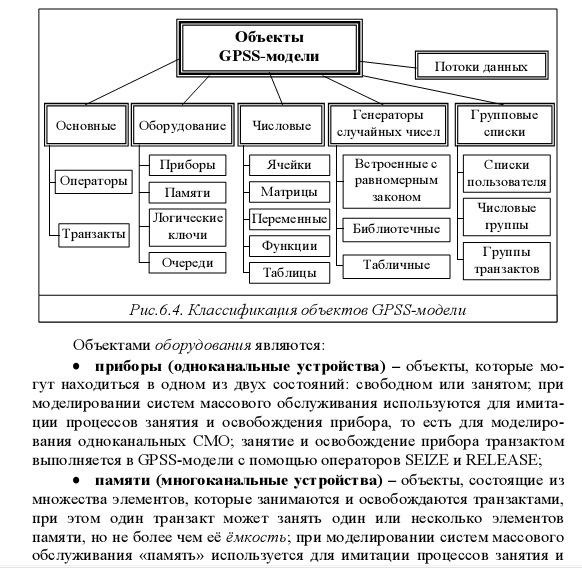 Объекты
GPSS-модели
Потоки данных
Основные
Оборудование
Числовые
Генераторы
случайных чисел
Групповые
списки
Операторы
Транзакты
Приборы
Памяти
Логические
ключи
Очереди
Ячейки
Матрицы
Переменные
Функции
Таблицы
Встроенные с
равномерным
законом
Библиотечные
Табличные
Списки
пользователя
Числовые
группы
Группы
транзактов
Рис.6.4. Классификация объектов GPSS-модели
Объектами оборудования являются:
• приборы (одноканальные устройства) – объекты, которые мо-
гут находиться в одном из двух состояний: свободном или занятом; при
моделировании систем массового обслуживания используются для имита-
ции процессов занятия и освобождения прибора, то есть для моделиро-
вания одноканальных СМО; занятие и освобождение прибора транзактом
выполняется в GPSS-модели с помощью операторов SEIZE и RELEASE;
• памяти (многоканальные устройства) – объекты, состоящие из
множества элементов, которые занимаются и освобождаются транзактами,
при этом один транзакт может занять один или несколько элементов
памяти, но не более чем её ёмкость; при моделировании систем массового
обслуживания «память» используется для имитации процессов занятия и